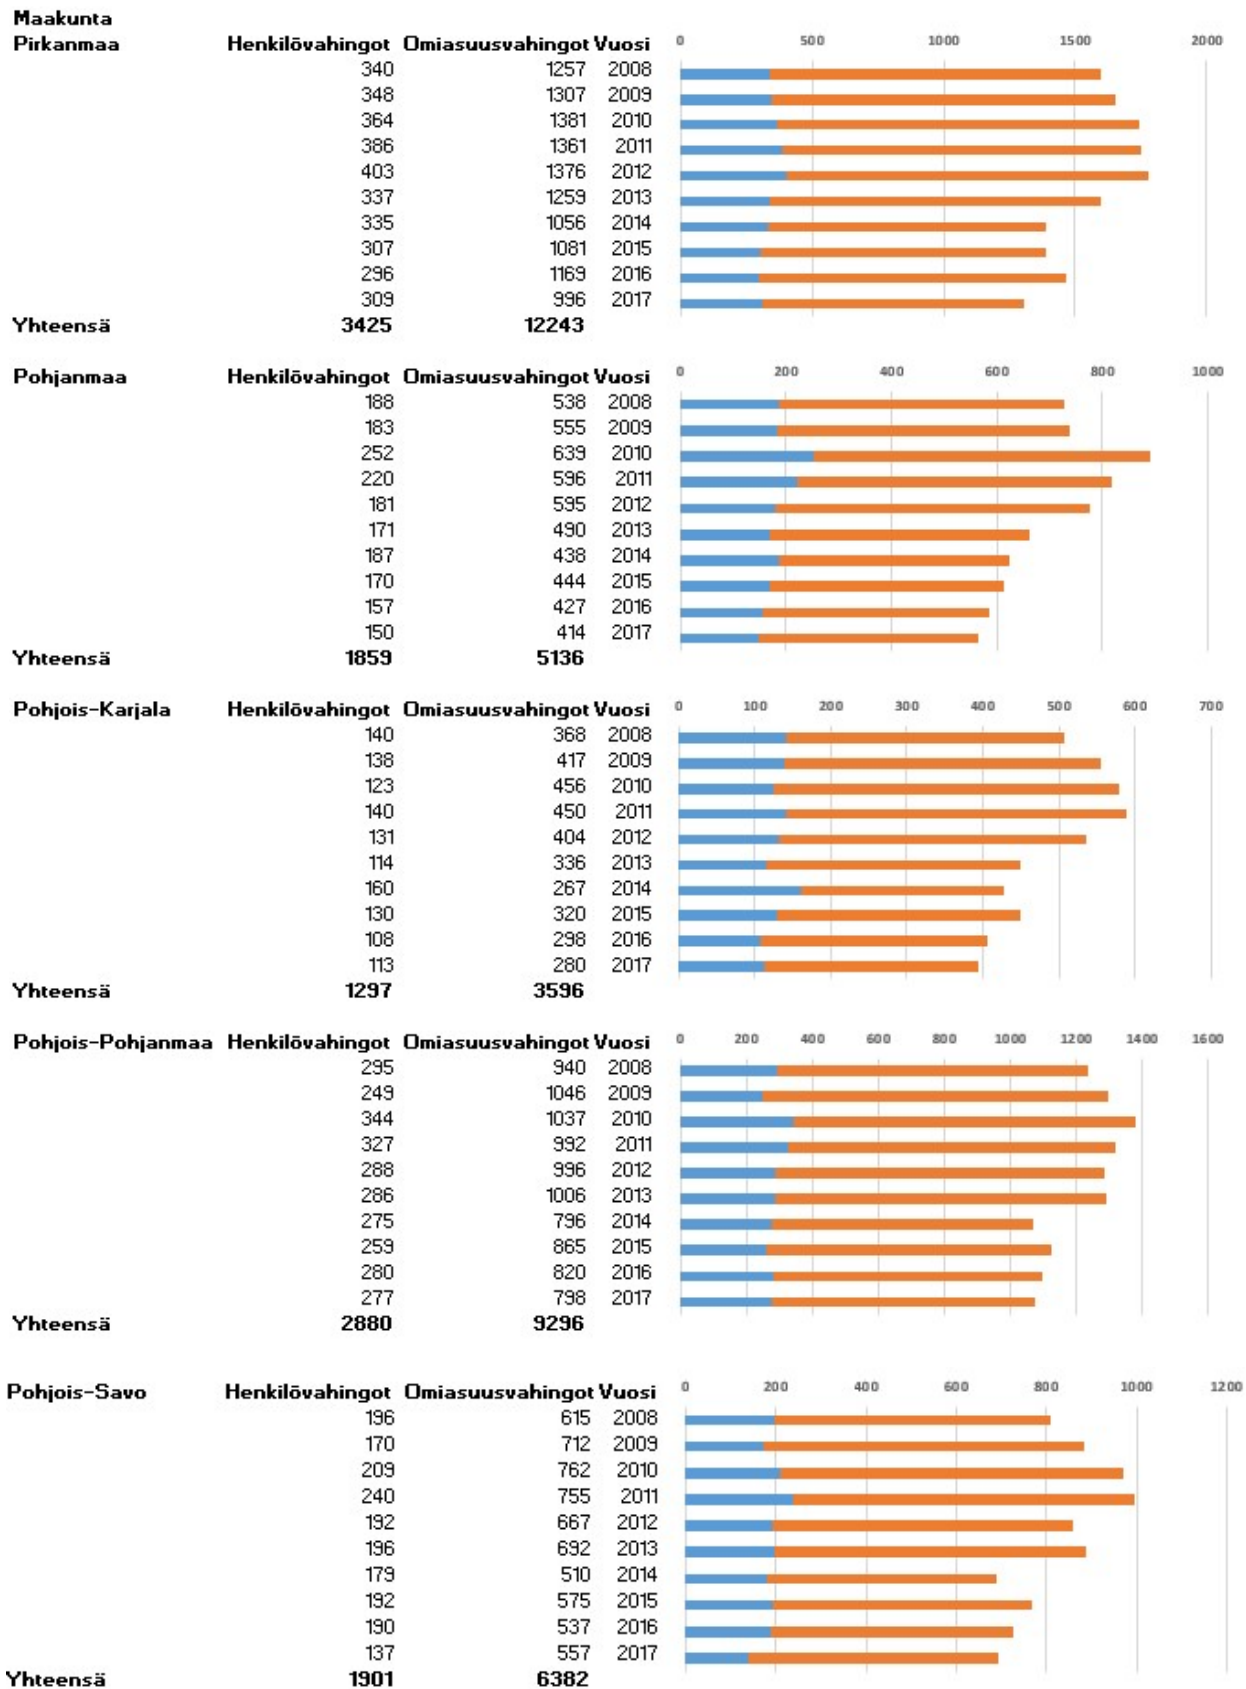 Maakunta
Pirkanmaa Henkilövahingot Omiasuusvahingot Vuosi 0 500 1000 1500 2000
340 1257 2008
348 1307 2009
364 1381 2010
386 1361 2011
403 1376 2012
337 1259 2013
335 1056 2014
307 1081 2015
296 1169 2016
309 996 2017
Yhteensä 3425 12243
Pohjanmaa Henkilövahingot Omiasuusvahingot Vuosi 0 200 400 600 800 1000
188 538 2008
183 555 2009
252 639 2010
220 596 2011
181 595 2012
171 490 2013
187 438 2014
170 444 2015
157 427 2016
150 414 2017
Yhteensä 1859 5136
Pohjois-Karjala Henkilövahingot Omiasuusvahingot Vuosi 0 100 200 300 400 500 600 700
140 368 2008
138 417 2009
123 456 2010
140 450 2011
131 404 2012
114 336 2013
160 267 2014
130 320 2015
108 298 2016
113 280 2017
Yhteensä 1297 3596
Pohjois-Pohjanmaa Henkilövahingot Omiasuusvahingot Vuosi 0 200 400 600 800 1000 1200 1400 1600
295 940 2008
249 1046 2009
344 1037 2010
327 992 2011
288 996 2012
286 1006 2013
275 796 2014
259 865 2015
280 820 2016
277 798 2017
Yhteensä 2880 9296
Pohjois-Savo Henkilövahingot Omiasuusvahingot Vuosi 0 200 400 600 800 1000 1200
196 615 2008
170 712 2009
209 762 2010
240 755 2011
192 667 2012
196 692 2013
179 510 2014
192 575 2015
190 537 2016
137 557 2017
Yhteensä 1901 6382